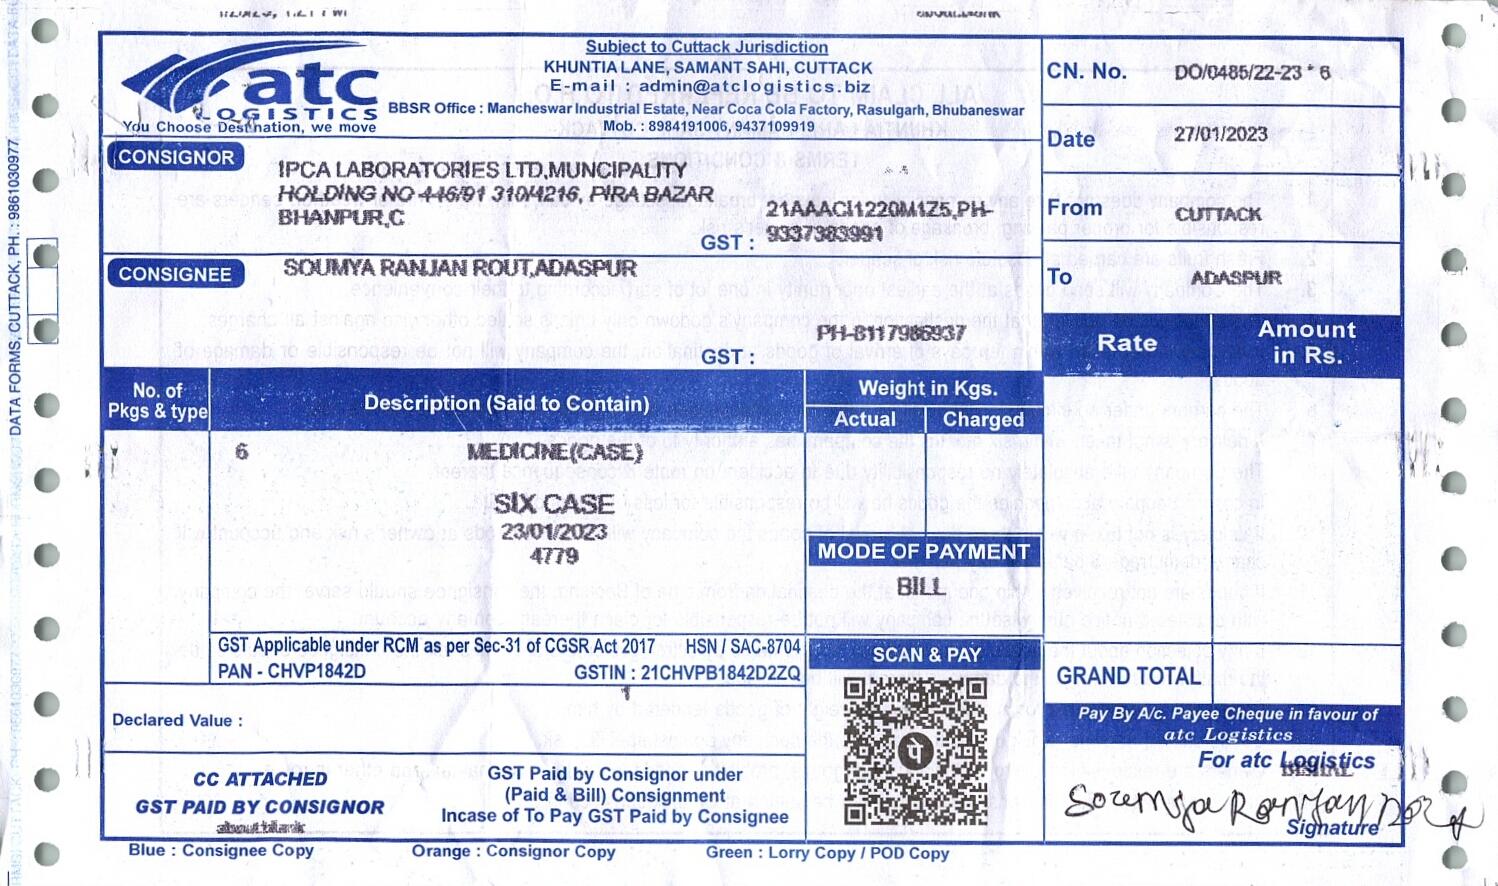 atc
LOGISTICS
You Choose Destination, we move
Subject to Cuttack Jurisdiction
KHUNTIA LANE, SAMANT SAHI, CUTTACK
E-mail : admin@atclogistics.biz
BBSR Office : Mancheswar Industrial Estate, Near Coca Cola Factory, Rasulgarh, Bhubaneswar
Mob. : 8984191006, 9437109919
CN. No. DO/0485/22-23 * 6
Date 27/01/2023
From CUTTACK
To ADASPUR
CONSIGNOR
IPCA LABORATORIES LTD,MUNCIPALITY
HOLDING NO 446/91 310/4216, PIRA BAZAR
BHANPUR,C
GST : 21AAACI1220M1Z5,PH-
9337383991
CONSIGNEE
SOUMYA RANJAN ROUT,ADASPUR
PH-8117986937
GST :
Rate
Amount in Rs.
No. of Pkgs & type
Description (Said to Contain)
Weight in Kgs.
Actual
Charged
6
MEDICINE(CASE)
SIX CASE
23/01/2023
4779
MODE OF PAYMENT
BILL
GST Applicable under RCM as per Sec-31 of CGSR Act 2017 HSN / SAC-8704
PAN - CHVP1842D GSTIN : 21CHVPB1842D2ZQ
SCAN & PAY
GRAND TOTAL
Declared Value :
Pay By A/c. Payee Cheque in favour of
atc Logistics
For atc Logistics
CC ATTACHED
GST PAID BY CONSIGNOR
about:blank
GST Paid by Consignor under
(Paid & Bill) Consignment
Incase of To Pay GST Paid by Consignee
Signature
Blue : Consignee Copy Orange : Consignor Copy Green : Lorry Copy / POD Copy
DATA FORMS, CUTTACK, PH.: 9861030977